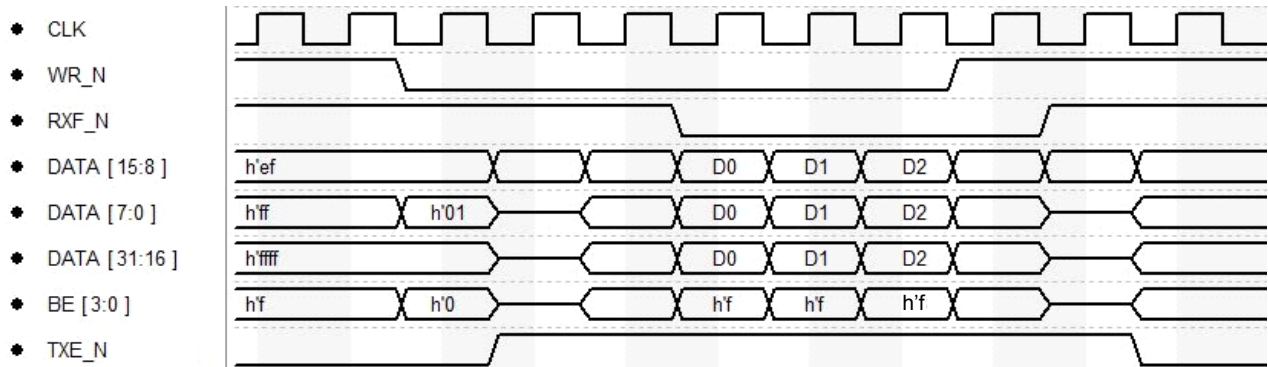 CLK
WR_N
RXF_N
DATA [ 15:8 ] h'ef D0 D1 D2
DATA [7:0 ] h'ff h'01 D0 D1 D2
DATA [ 31:16 ] h'ffff D0 D1 D2
BE [ 3:0 ] h'f h'0 h'f h'f h'f
TXE_N